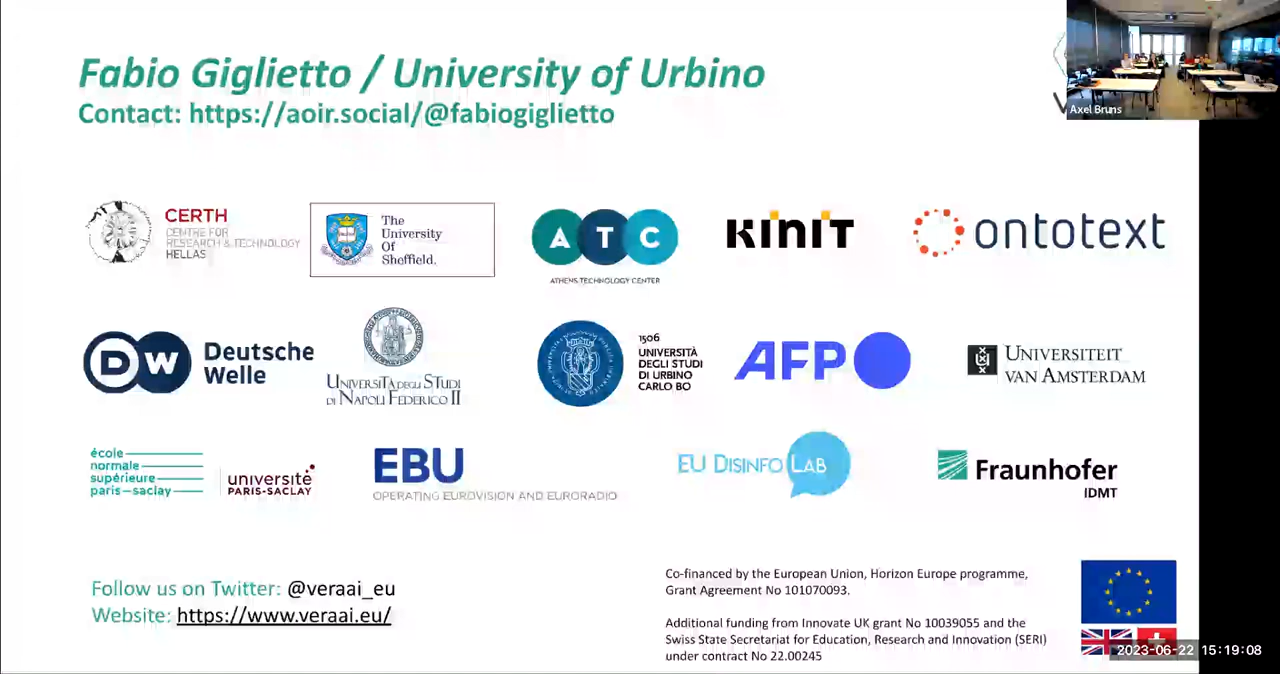 Fabio Giglietto / University of Urbino
Contact: https://aoir.social/@fabiogiglietto
Axel Bruns
CERTH
CENTRE FOR
RESEARCH & TECHNOLOGY
HELLAS
The
University
Of
Sheffield.
A T C
ATHENS TECHNOLOGY CENTER
KInIT
ontotext
DW
Deutsche
Welle
UNIVERSITÀ DEGLI STUDI
DI NAPOLI FEDERICO II
1506
UNIVERSITÀ
DEGLI STUDI
DI URBINO
CARLO BO
AFP
UNIVERSITEIT
VAN AMSTERDAM
école
normale
supérieure
paris-saclay
université
PARIS-SACLAY
EBU
OPERATING EUROVISION AND EURORADIO
EU DISINFO LAB
Fraunhofer
IDMT
Follow us on Twitter: @veraai_eu
Website: https://www.veraai.eu/
Co-financed by the European Union, Horizon Europe programme,
Grant Agreement No 101070093.
Additional funding from Innovate UK grant No 10039055 and the
Swiss State Secretariat for Education, Research and Innovation (SERI)
under contract No 22.00245
2023-06-22 15:19:08